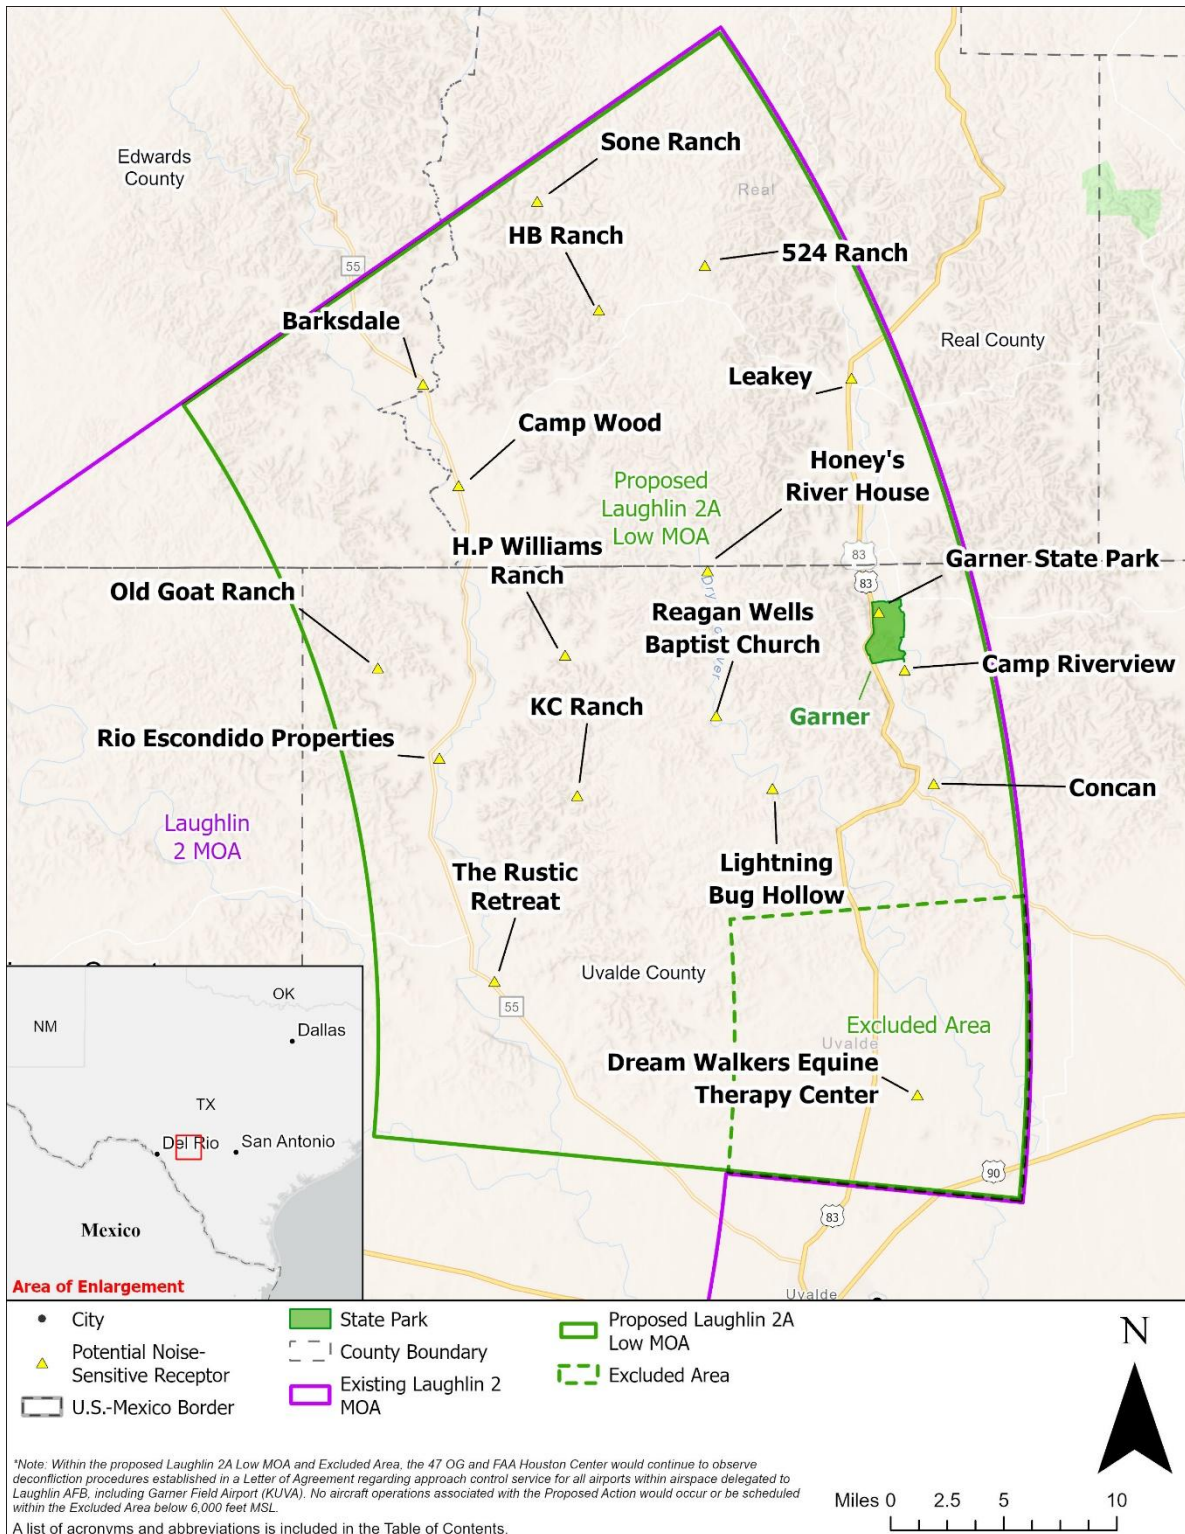 Sone Ranch
Edwards
County
Real
HB Ranch
524 Ranch
55
Barksdale
Real County
Leakey
Camp Wood
Honey's
River House
Proposed
Laughlin 2A
Low MOA
H.P Williams
Ranch
83
Garner State Park
83
Old Goat Ranch
Reagan Wells
Baptist Church
Camp Riverview
KC Ranch
Garner
Rio Escondido Properties
Concan
Laughlin
2 MOA
The Rustic
Retreat
Lightning
Bug Hollow
Uvalde County
55
Excluded Area
Uvalde
Dream Walkers Equine
Therapy Center
90
83
Uvalde
OK
NM
Dallas
TX
Del Rio
San Antonio
Mexico
Area of Enlargement
City
Potential Noise-
Sensitive Receptor
U.S.-Mexico Border
State Park
County Boundary
Existing Laughlin 2
MOA
Proposed Laughlin 2A
Low MOA
Excluded Area
N
*Note: Within the proposed Laughlin 2A Low MOA and Excluded Area, the 47 OG and FAA Houston Center would continue to observe
deconfliction procedures established in a Letter of Agreement regarding approach control service for all airports within airspace delegated to
Laughlin AFB, including Garner Field Airport (KUVA). No aircraft operations associated with the Proposed Action would occur or be scheduled
within the Excluded Area below 6,000 feet MSL.
A list of acronyms and abbreviations is included in the Table of Contents.
Miles 0 2.5 5 10